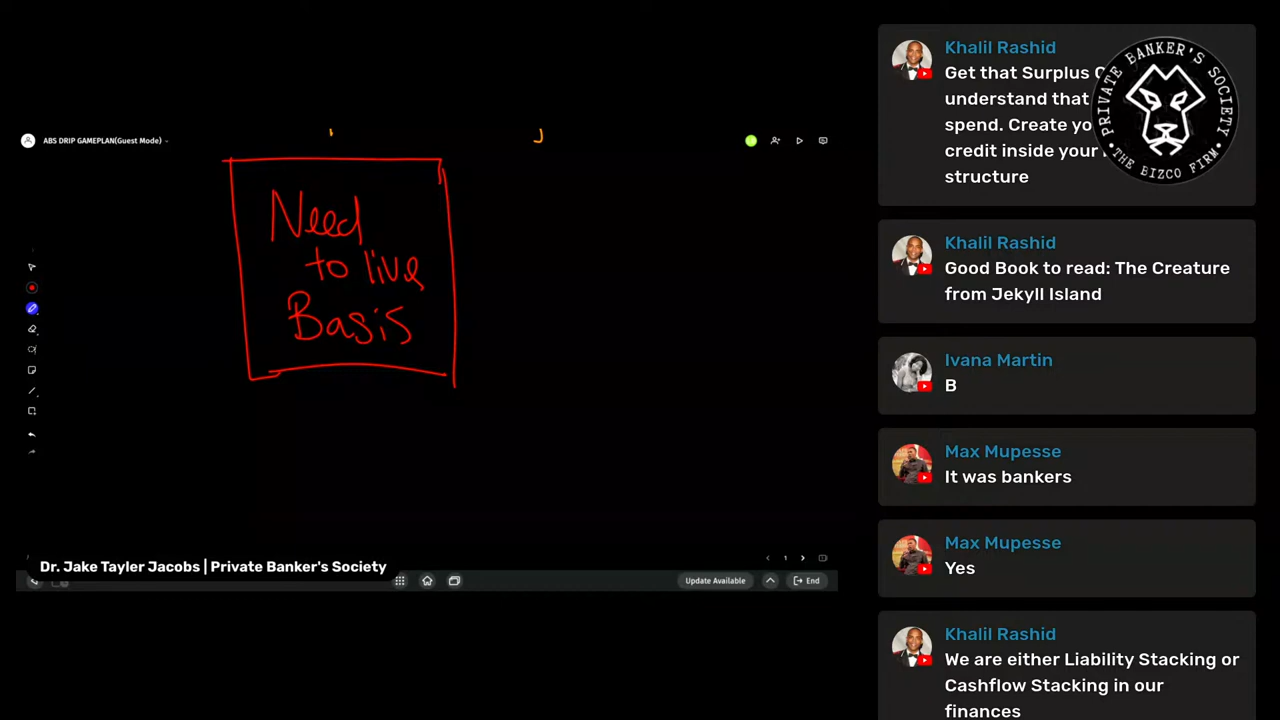 ABS DRIP GAMEPLAN(Guest Mode)
Need
to live
Basis
1
Update Available
End
Dr. Jake Tayler Jacobs | Private Banker's Society
Khalil Rashid
Get that Surplus
understand that
spend. Create
credit inside your
structure
PRIVATE BANKER'S SOCIETY
• THE BIZCO FIRM •
Khalil Rashid
Good Book to read: The Creature
from Jekyll Island
Ivana Martin
B
Max Mupesse
It was bankers
Max Mupesse
Yes
Khalil Rashid
We are either Liability Stacking or
Cashflow Stacking in our
finances